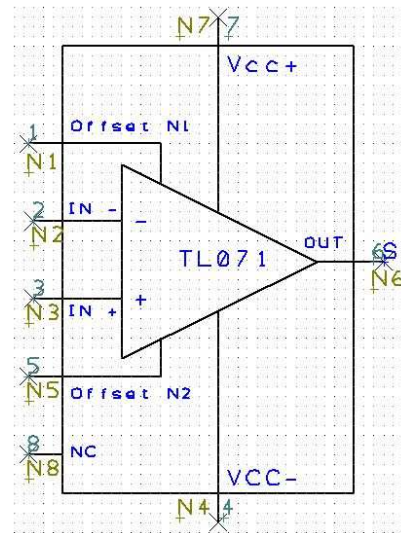 N7 7
Vcc+
1 Offset N1
N1
2 IN -
N2 -
TL071
OUT 6 S
N6
3 +
N3 IN +
5
N5 Offset N2
8 NC
N8
VCC-
N4 4